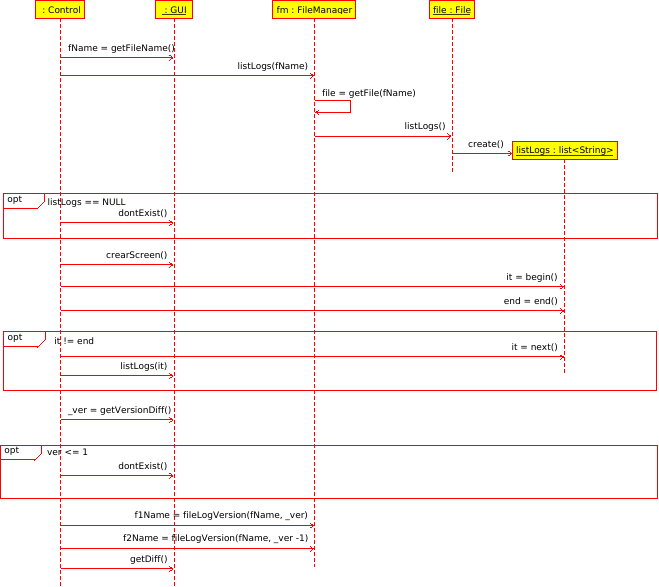 : Control
: GUI
fm : FileManager
file : File
fName = getFileName()
listLogs(fName)
file = getFile(fName)
listLogs()
create()
listLogs : list<String>
opt
listLogs == NULL
dontExist()
crearScreen()
it = begin()
end = end()
opt
it != end
it = next()
listLogs(it)
_ver = getVersionDiff()
opt
ver <= 1
dontExist()
f1Name = fileLogVersion(fName, _ver)
f2Name = fileLogVersion(fName, _ver -1)
getDiff()